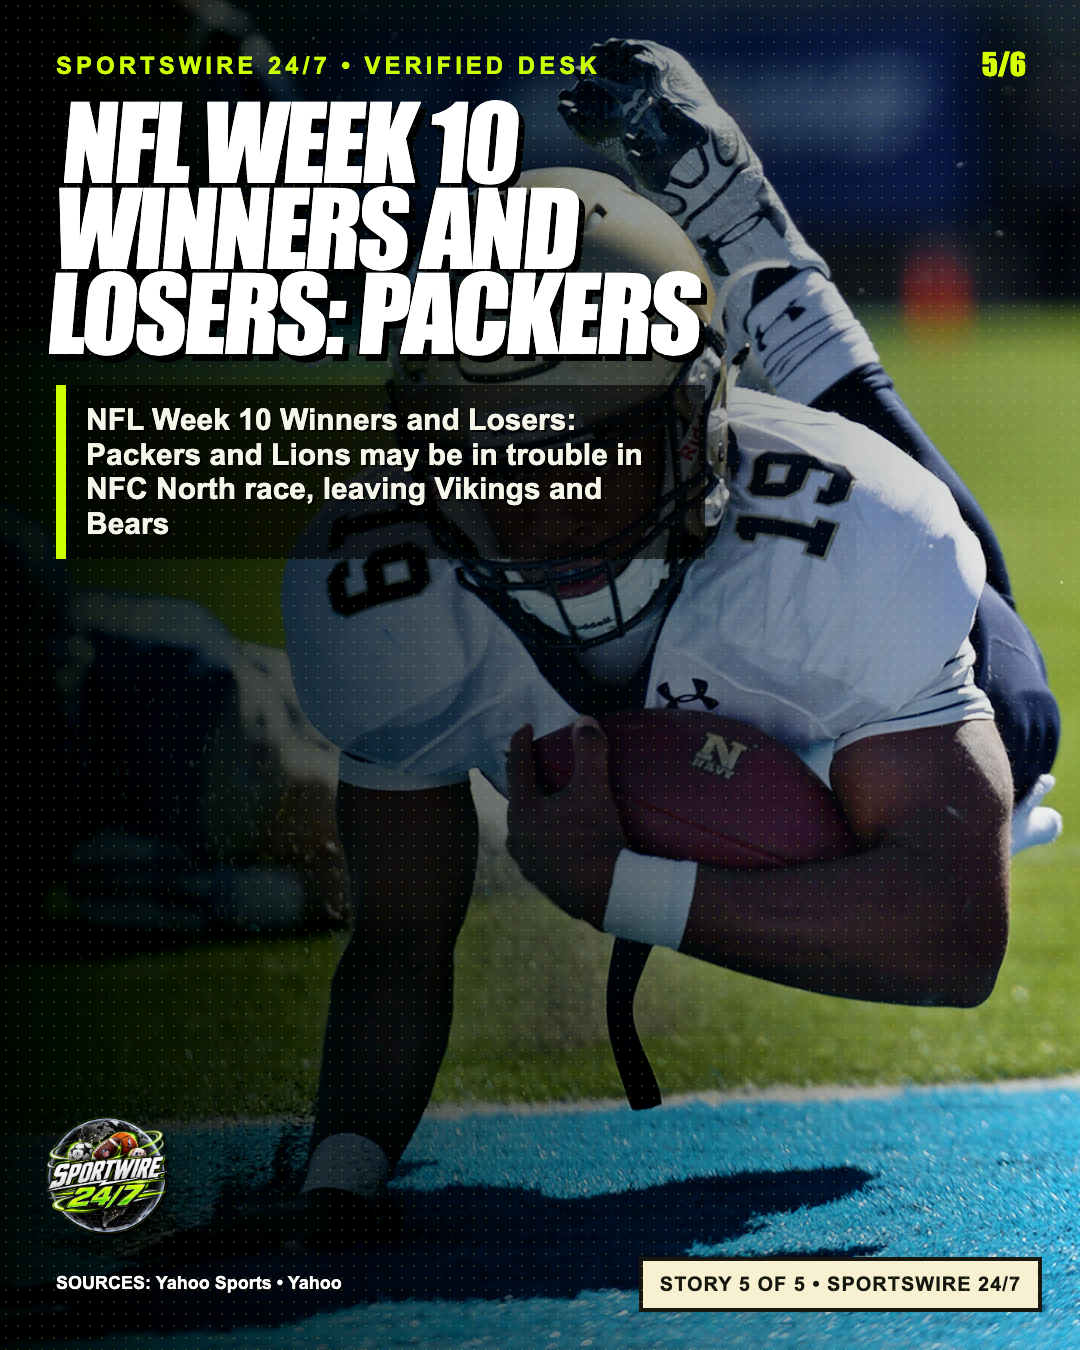 SPORTSWIRE 24/7 • VERIFIED DESK
5/6
NFL WEEK 10
WINNERS AND
LOSERS: PACKERS
NFL Week 10 Winners and Losers:
Packers and Lions may be in trouble in
NFC North race, leaving Vikings and
Bears
19
19
N
NAVY
SPORTWIRE
24/7
SOURCES: Yahoo Sports • Yahoo
STORY 5 OF 5 • SPORTSWIRE 24/7